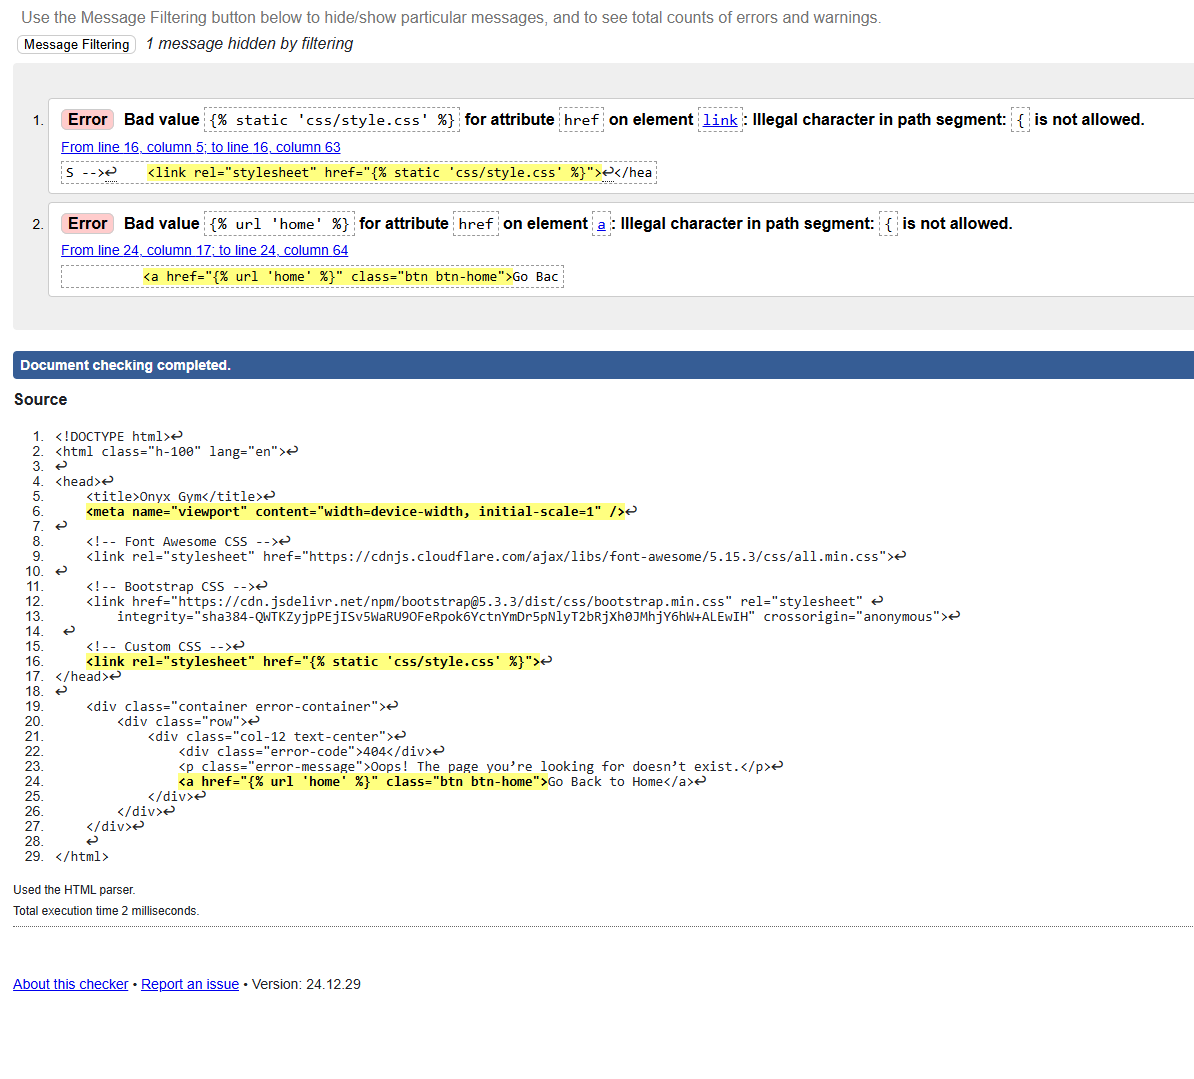 Use the Message Filtering button below to hide/show particular messages, and to see total counts of errors and warnings.
Message Filtering 1 message hidden by filtering
1. Error Bad value {% static 'css/style.css' %} for attribute href on element link: Illegal character in path segment: { is not allowed.
From line 16, column 5; to line 16, column 63
S -->↩    <link rel="stylesheet" href="{% static 'css/style.css' %}">↩</hea
2. Error Bad value {% url 'home' %} for attribute href on element a: Illegal character in path segment: { is not allowed.
From line 24, column 17; to line 24, column 64
<a href="{% url 'home' %}" class="btn btn-home">Go Bac
Document checking completed.
Source
1. <!DOCTYPE html>↩
2. <html class="h-100" lang="en">↩
3. ↩
4. <head>↩
5.     <title>Onyx Gym</title>↩
6.     <meta name="viewport" content="width=device-width, initial-scale=1" />↩
7. ↩
8.     <!-- Font Awesome CSS -->↩
9.     <link rel="stylesheet" href="https://cdnjs.cloudflare.com/ajax/libs/font-awesome/5.15.3/css/all.min.css">↩
10. ↩
11.     <!-- Bootstrap CSS -->↩
12.     <link href="https://cdn.jsdelivr.net/npm/bootstrap@5.3.3/dist/css/bootstrap.min.css" rel="stylesheet" ↩
13.         integrity="sha384-QWTKZyjpPEjISv5WaRU9OFeRpok6YctnYmDr5pNlyT2bRjXh0JMhjY6hW+ALEwIH" crossorigin="anonymous">↩
14.  ↩
15.     <!-- Custom CSS -->↩
16.     <link rel="stylesheet" href="{% static 'css/style.css' %}">↩
17. </head>↩
18. ↩
19.     <div class="container error-container">↩
20.         <div class="row">↩
21.             <div class="col-12 text-center">↩
22.                 <div class="error-code">404</div>↩
23.                 <p class="error-message">Oops! The page you’re looking for doesn’t exist.</p>↩
24.                 <a href="{% url 'home' %}" class="btn btn-home">Go Back to Home</a>↩
25.             </div>↩
26.         </div>↩
27.     </div>↩
28.     ↩
29. </html>
Used the HTML parser.
Total execution time 2 milliseconds.
About this checker • Report an issue • Version: 24.12.29